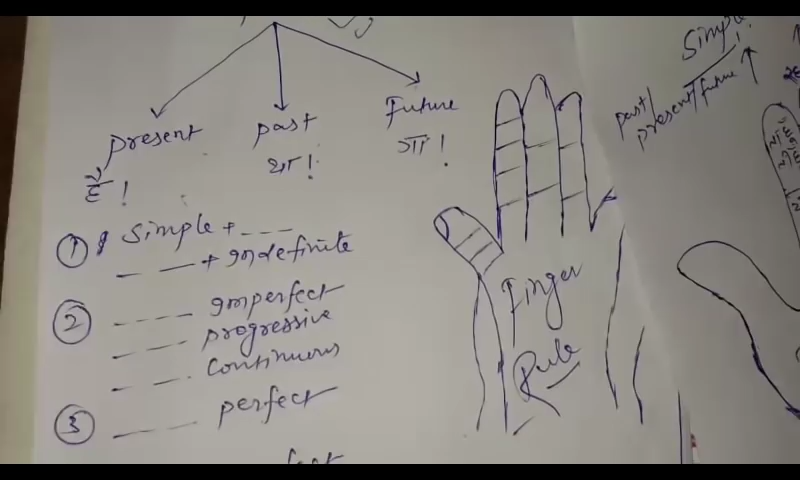 present
past
Future
है !
था !
गा !
① Simple + ---
-- -- + Indefinite
② ---- Imperfect
---- progressive
---- Continuous
③ ---- perfect
Finger
Rule
Simple
past/
present/future